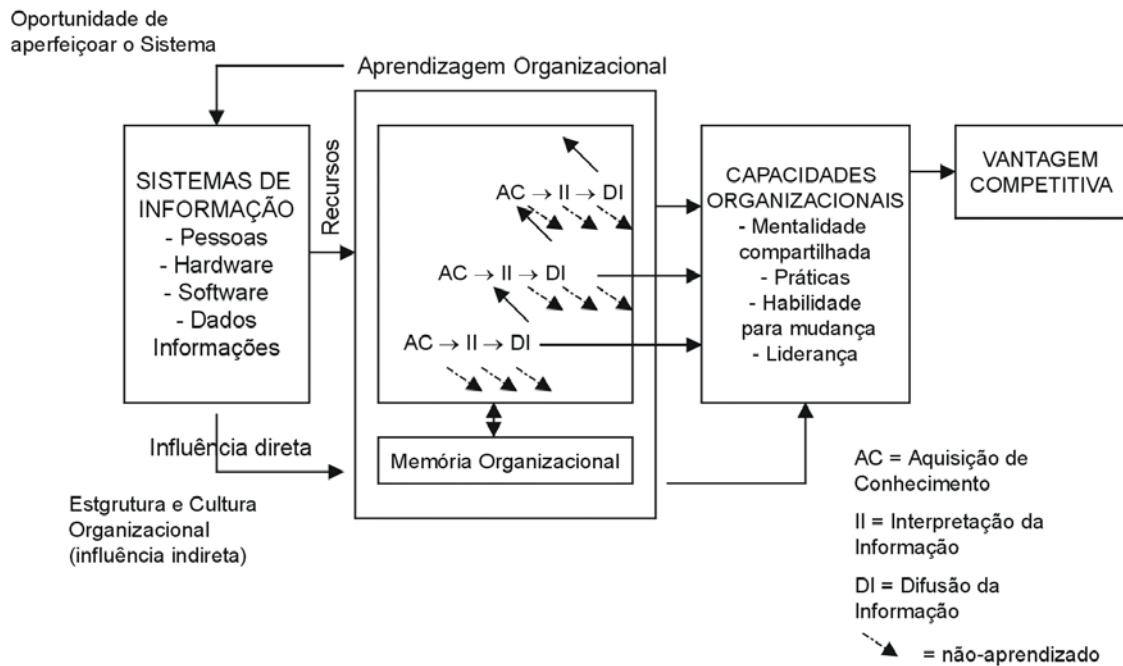 Oportunidade de
aperfeiçoar o Sistema
Aprendizagem Organizacional
SISTEMAS DE
INFORMAÇÃO
- Pessoas
- Hardware
- Software
- Dados
Informações
Recursos
AC → II → DI
AC → II → DI
AC → II → DI
Memória Organizacional
CAPACIDADES
ORGANIZACIONAIS
- Mentalidade
compartilhada
- Práticas
- Habilidade
para mudança
- Liderança
VANTAGEM
COMPETITIVA
Influência direta
Estgrutura e Cultura
Organizacional
(influência indireta)
AC = Aquisição de
Conhecimento
II = Interpretação da
Informação
DI = Difusão da
Informação
= não-aprendizado